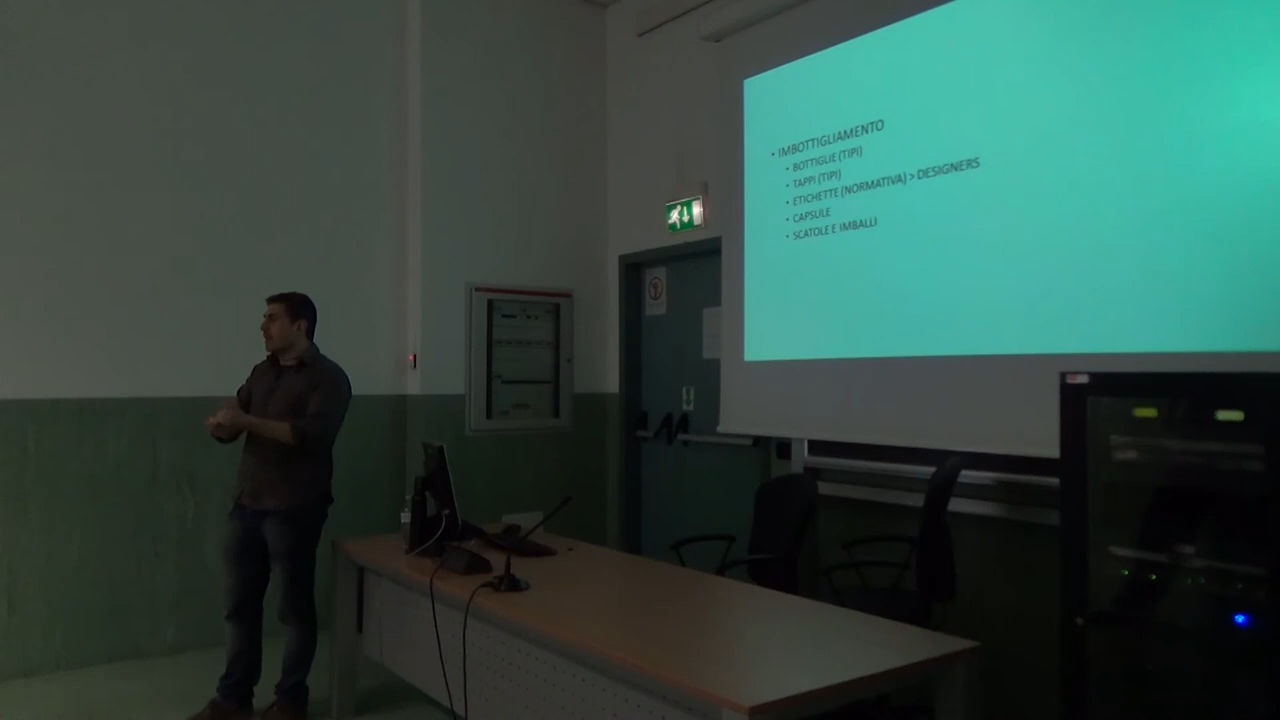 • IMBOTTIGLIAMENTO
• BOTTIGLIE (TIPI)
• TAPPI (TIPI)
• ETICHETTE (NORMATIVA) > DESIGNERS
• CAPSULE
• SCATOLE E IMBALLI